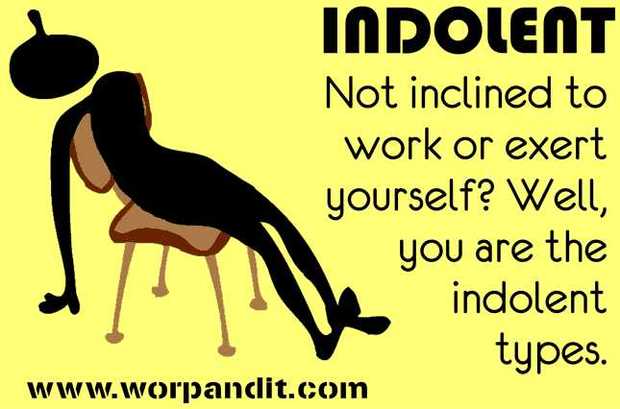 INDOLENT
Not inclined to
work or exert
yourself? Well,
you are the
indolent
types.
www.worpandit.com